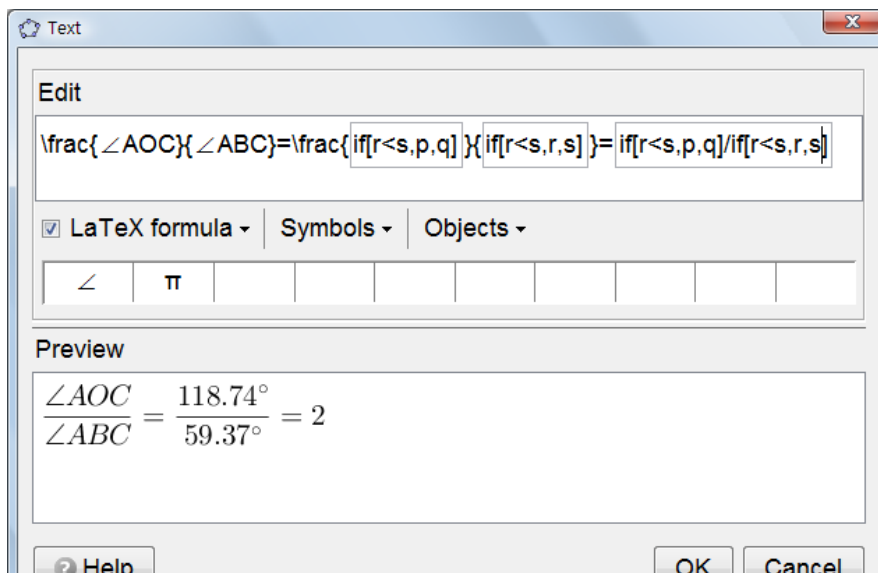 Text
Edit
\frac{∠AOC}{∠ABC}=\frac{if[r<s,p,q]}{if[r<s,r,s]}=if[r<s,p,q]/if[r<s,r,s]
LaTeX formula Symbols Objects
∠ π
Preview
∠AOC/∠ABC = 118.74°/59.37° = 2
Help OK Cancel